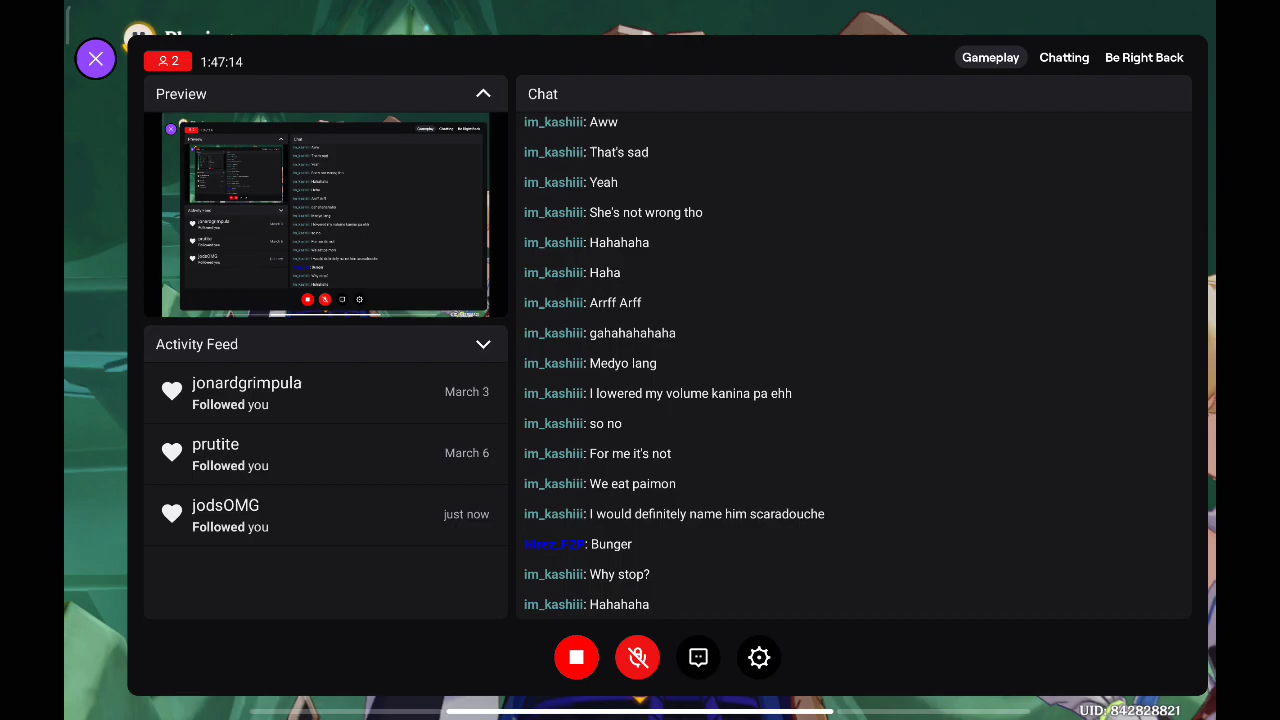 2
1:47:14
Gameplay
Chatting
Be Right Back
Preview
Chat
im_kashiii: Aww
im_kashiii: That's sad
im_kashiii: Yeah
im_kashiii: She's not wrong tho
im_kashiii: Hahahaha
im_kashiii: Haha
im_kashiii: Arrff Arff
im_kashiii: gahahahahaha
im_kashiii: Medyo lang
im_kashiii: I lowered my volume kanina pa ehh
im_kashiii: so no
im_kashiii: For me it's not
im_kashiii: We eat paimon
im_kashiii: I would definitely name him scaradouche
: Bunger
im_kashiii: Why stop?
im_kashiii: Hahahaha
Activity Feed
jonardgrimpula
Followed you
March 3
prutite
Followed you
March 6
jodsOMG
Followed you
just now
UID: 842828821